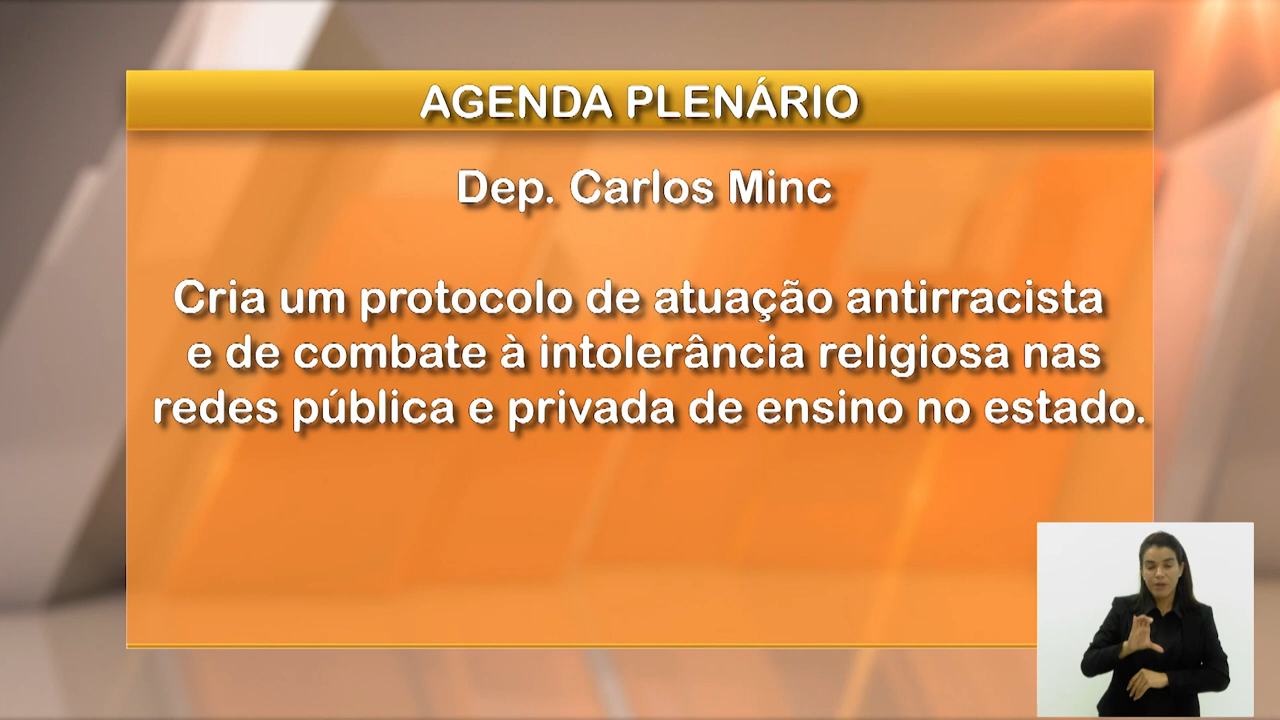 AGENDA PLENÁRIO
Dep. Carlos Minc
Cria um protocolo de atuação antirracista
e de combate à intolerância religiosa nas
redes pública e privada de ensino no estado.